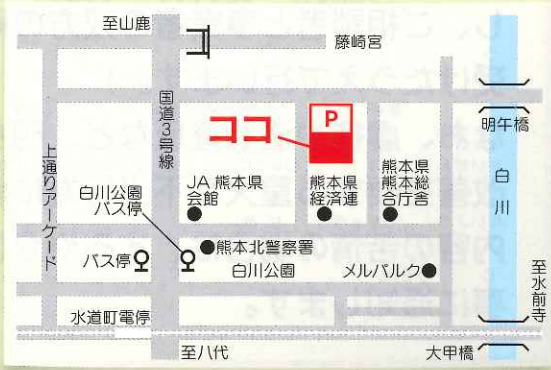 至山鹿
藤崎宮
国道3号線
ココ
P
明午橋
上通りアーケード
白川公園
バス停
JA 熊本県
会館
熊本県
経済連
熊本県
熊本総
合庁舎
白川
バス停
熊本北警察署
白川公園
メルパルク
至水前寺
水道町電停
至八代
大甲橋